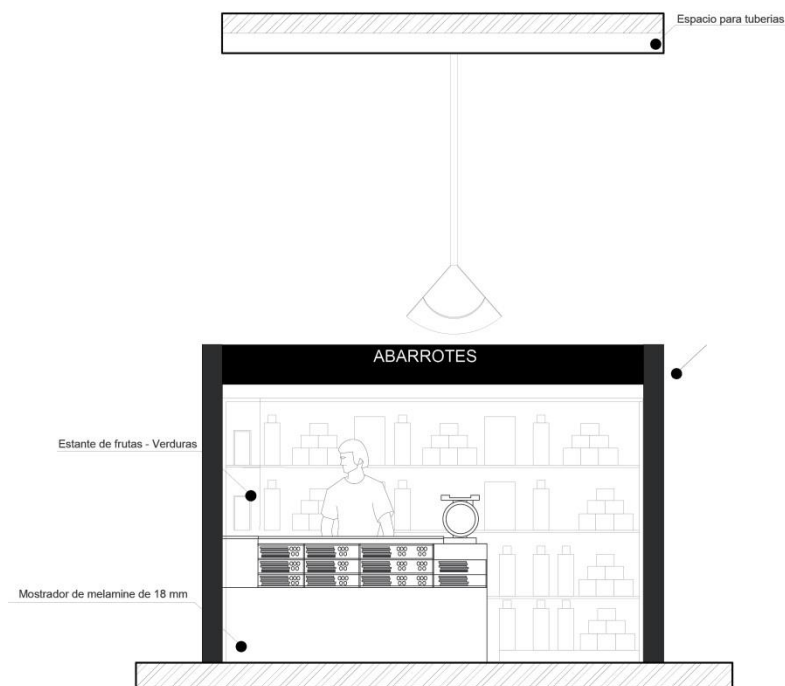 Espacio para tuberias
ABARROTES
Estante de frutas - Verduras
Mostrador de melamine de 18 mm